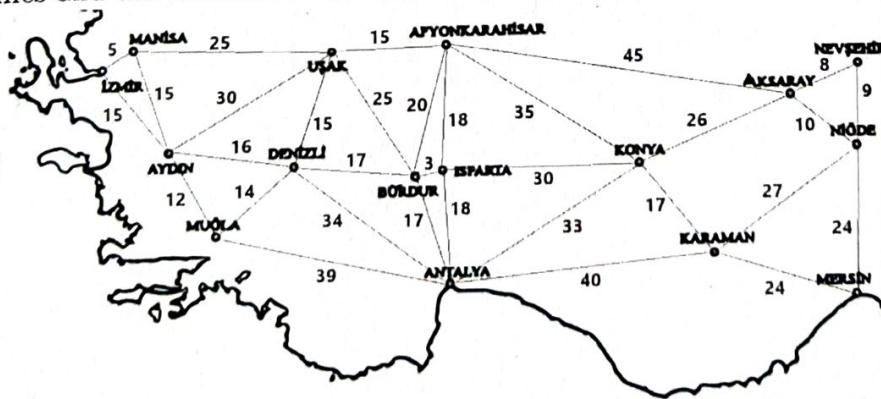 MANİSA
5
25
15
AFYONKARAHİSAR
45
NEVŞEHİR
8
İZMİR
UŞAK
AKSARAY
9
15
15
30
25
20
18
35
26
10
NİĞDE
15
AYDIN
16
DENİZLİ
17
3
ISPARTA
KONYA
BURDUR
30
12
14
34
17
18
33
17
27
24
MUĞLA
KARAMAN
39
ANTALYA
40
24
MERSİN